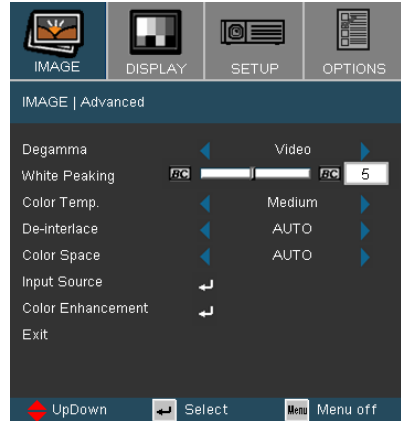 IMAGE DISPLAY SETUP OPTIONS
IMAGE | Advanced
Degamma Video
White Peaking BC BC 5
Color Temp. Medium
De-interlace AUTO
Color Space AUTO
Input Source
Color Enhancement
Exit
UpDown Select Menu Menu off